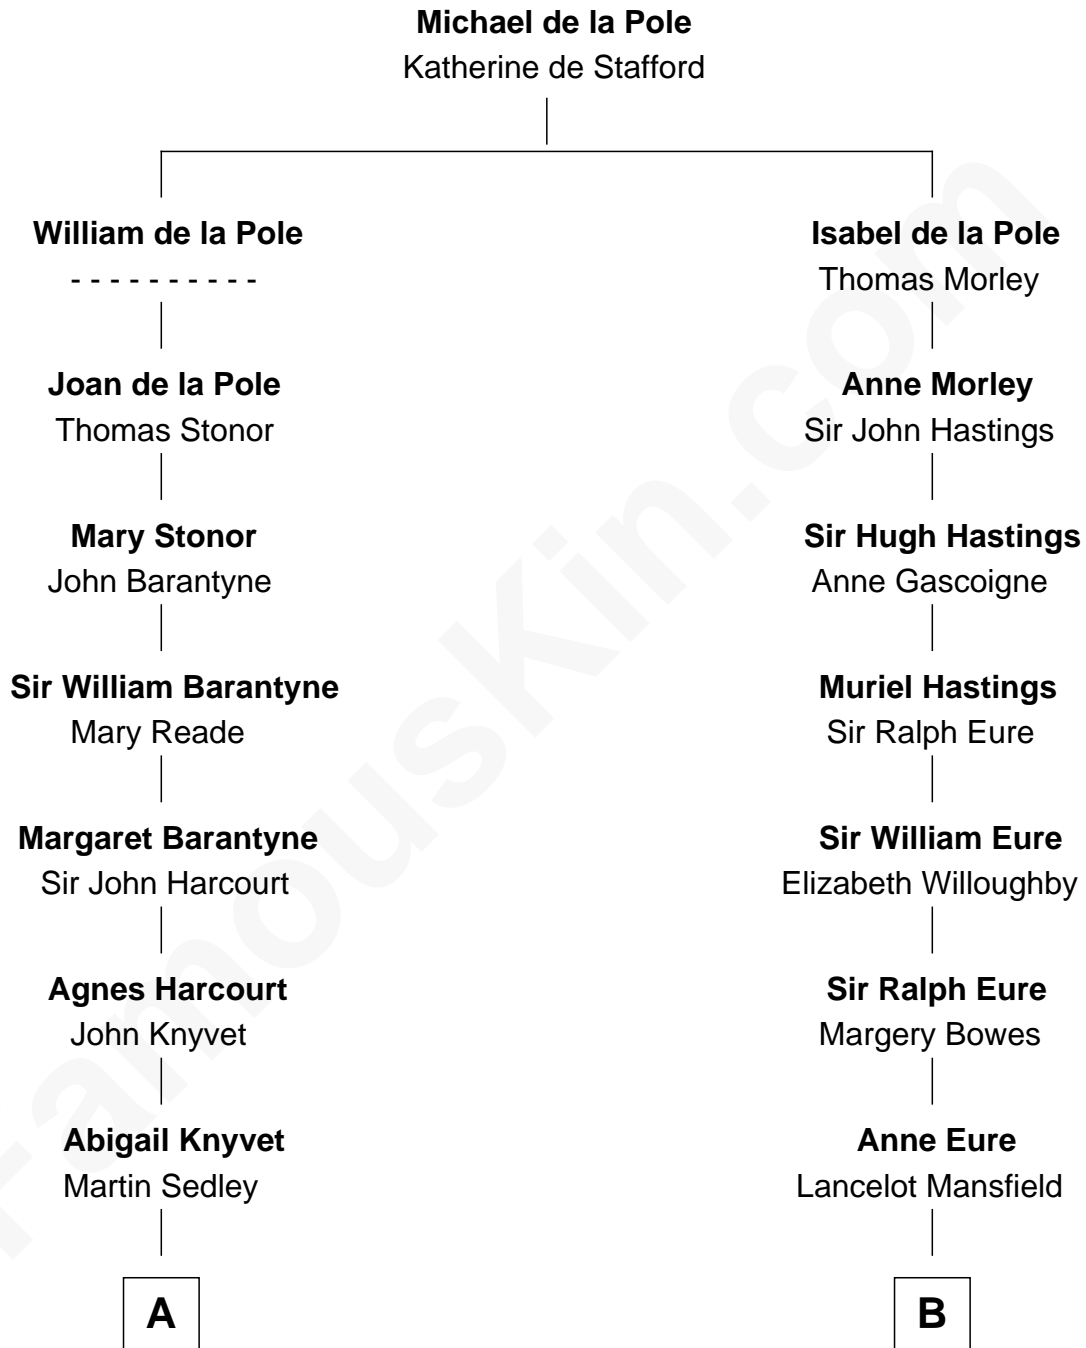 Michael de la Pole
Katherine de Stafford
William de la Pole
- - - - - - - - - -
Joan de la Pole
Thomas Stonor
Mary Stonor
John Barantyne
Sir William Barantyne
Mary Reade
Margaret Barantyne
Sir John Harcourt
Agnes Harcourt
John Knyvet
Abigail Knyvet
Martin Sedley
A
Isabel de la Pole
Thomas Morley
Anne Morley
Sir John Hastings
Sir Hugh Hastings
Anne Gascoigne
Muriel Hastings
Sir Ralph Eure
Sir William Eure
Elizabeth Willoughby
Sir Ralph Eure
Margery Bowes
Anne Eure
Lancelot Mansfield
B
FamousKin.com